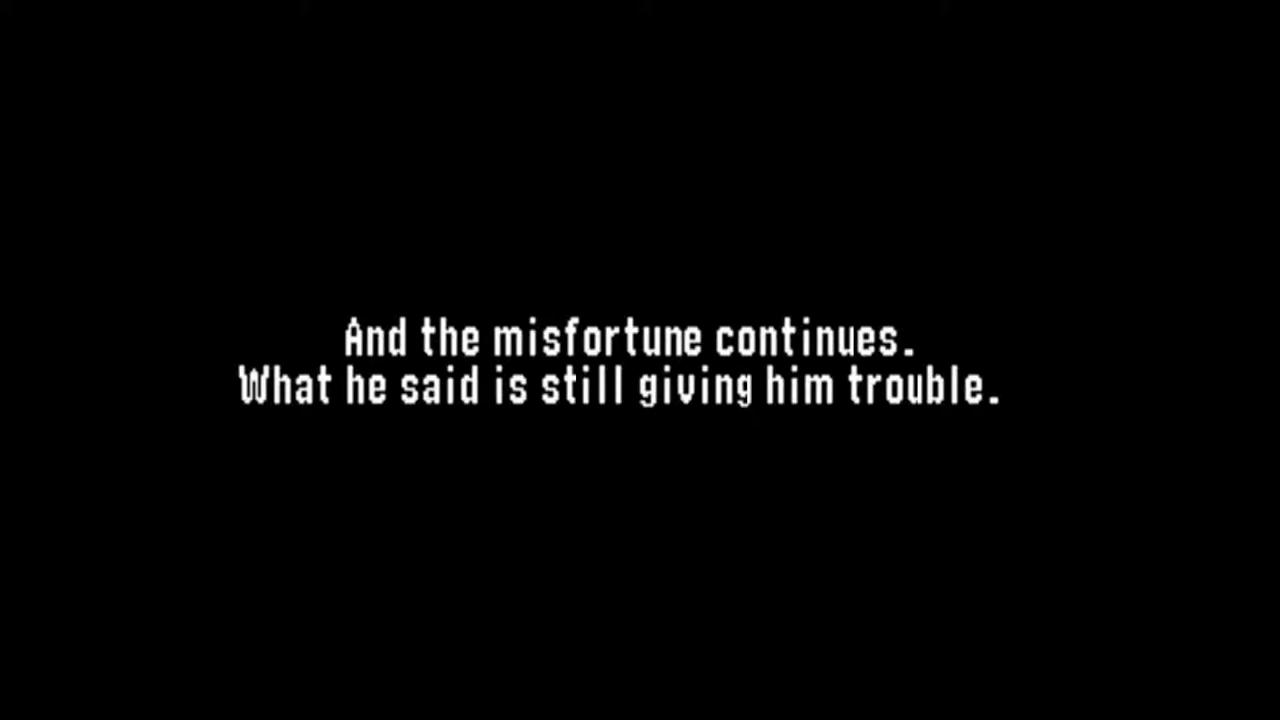 And the misfortune continues.
What he said is still giving him trouble.